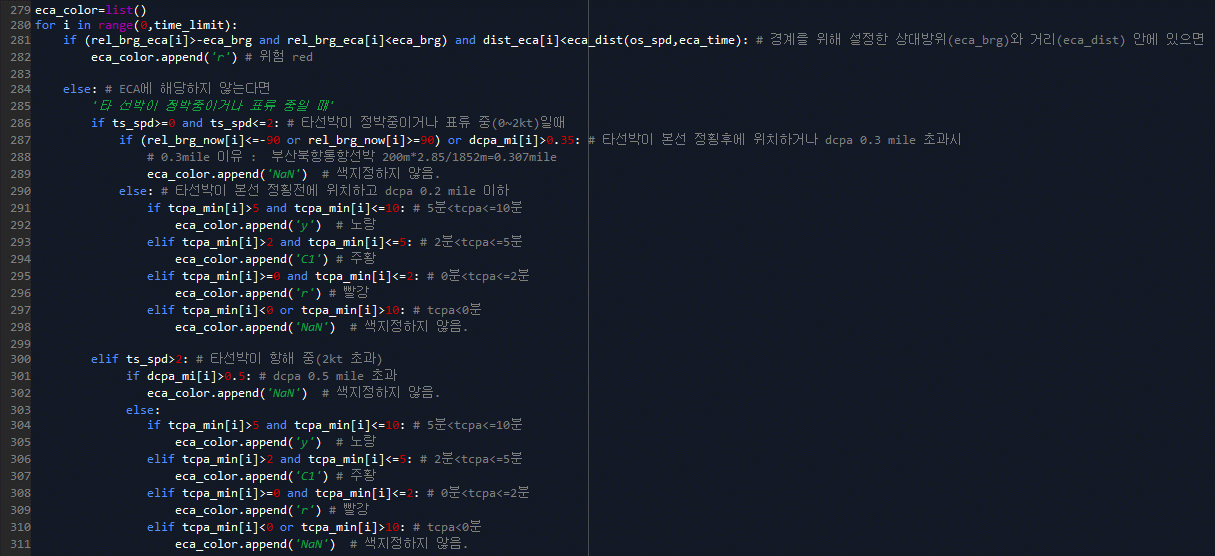 279 eca_color=list()
280 for i in range(0,time_limit):
281     if (rel_brg_eca[i]>-eca_brg and rel_brg_eca[i]<eca_brg) and dist_eca[i]<eca_dist(os_spd,eca_time): # 경계를 위해 설정한 상대방위(eca_brg)와 거리(eca_dist) 안에 있으면
282         eca_color.append('r') # 위험 red
283
284     else: # ECA에 해당하지 않는다면
285         '타 선박이 정박중이거나 표류 중일 때'
286         if ts_spd>=0 and ts_spd<=2: # 타선박이 정박중이거나 표류 중(0~2kt)일때
287             if (rel_brg_now[i]<=-90 or rel_brg_now[i]>=90) or dcpa_mi[i]>0.35: # 타선박이 본선 정횡후에 위치하거나 dcpa 0.3 mile 초과시
288                 # 0.3mile 이유 :  부산북항통항선박 200m*2.85/1852m=0.307mile
289                 eca_color.append('NaN')  # 색지정하지 않음.
290             else: # 타선박이 본선 정횡전에 위치하고 dcpa 0.2 mile 이하
291                 if tcpa_min[i]>5 and tcpa_min[i]<=10: # 5분<tcpa<=10분
292                     eca_color.append('y')  # 노랑
293                 elif tcpa_min[i]>2 and tcpa_min[i]<=5: # 2분<tcpa<=5분
294                     eca_color.append('C1') # 주황
295                 elif tcpa_min[i]>=0 and tcpa_min[i]<=2: # 0분<tcpa<=2분
296                     eca_color.append('r') # 빨강
297                 elif tcpa_min[i]<0 or tcpa_min[i]>10: # tcpa<0분
298                     eca_color.append('NaN')  # 색지정하지 않음.
299
300         elif ts_spd>2: # 타선박이 항해 중(2kt 초과)
301              if dcpa_mi[i]>0.5: # dcpa 0.5 mile 초과
302                 eca_color.append('NaN')  # 색지정하지 않음.
303              else:
304                 if tcpa_min[i]>5 and tcpa_min[i]<=10: # 5분<tcpa<=10분
305                     eca_color.append('y')  # 노랑
306                 elif tcpa_min[i]>2 and tcpa_min[i]<=5: # 2분<tcpa<=5분
307                     eca_color.append('C1') # 주황
308                 elif tcpa_min[i]>=0 and tcpa_min[i]<=2: # 0분<tcpa<=2분
309                     eca_color.append('r') # 빨강
310                 elif tcpa_min[i]<0 or tcpa_min[i]>10: # tcpa<0분
311                     eca_color.append('NaN')  # 색지정하지 않음.